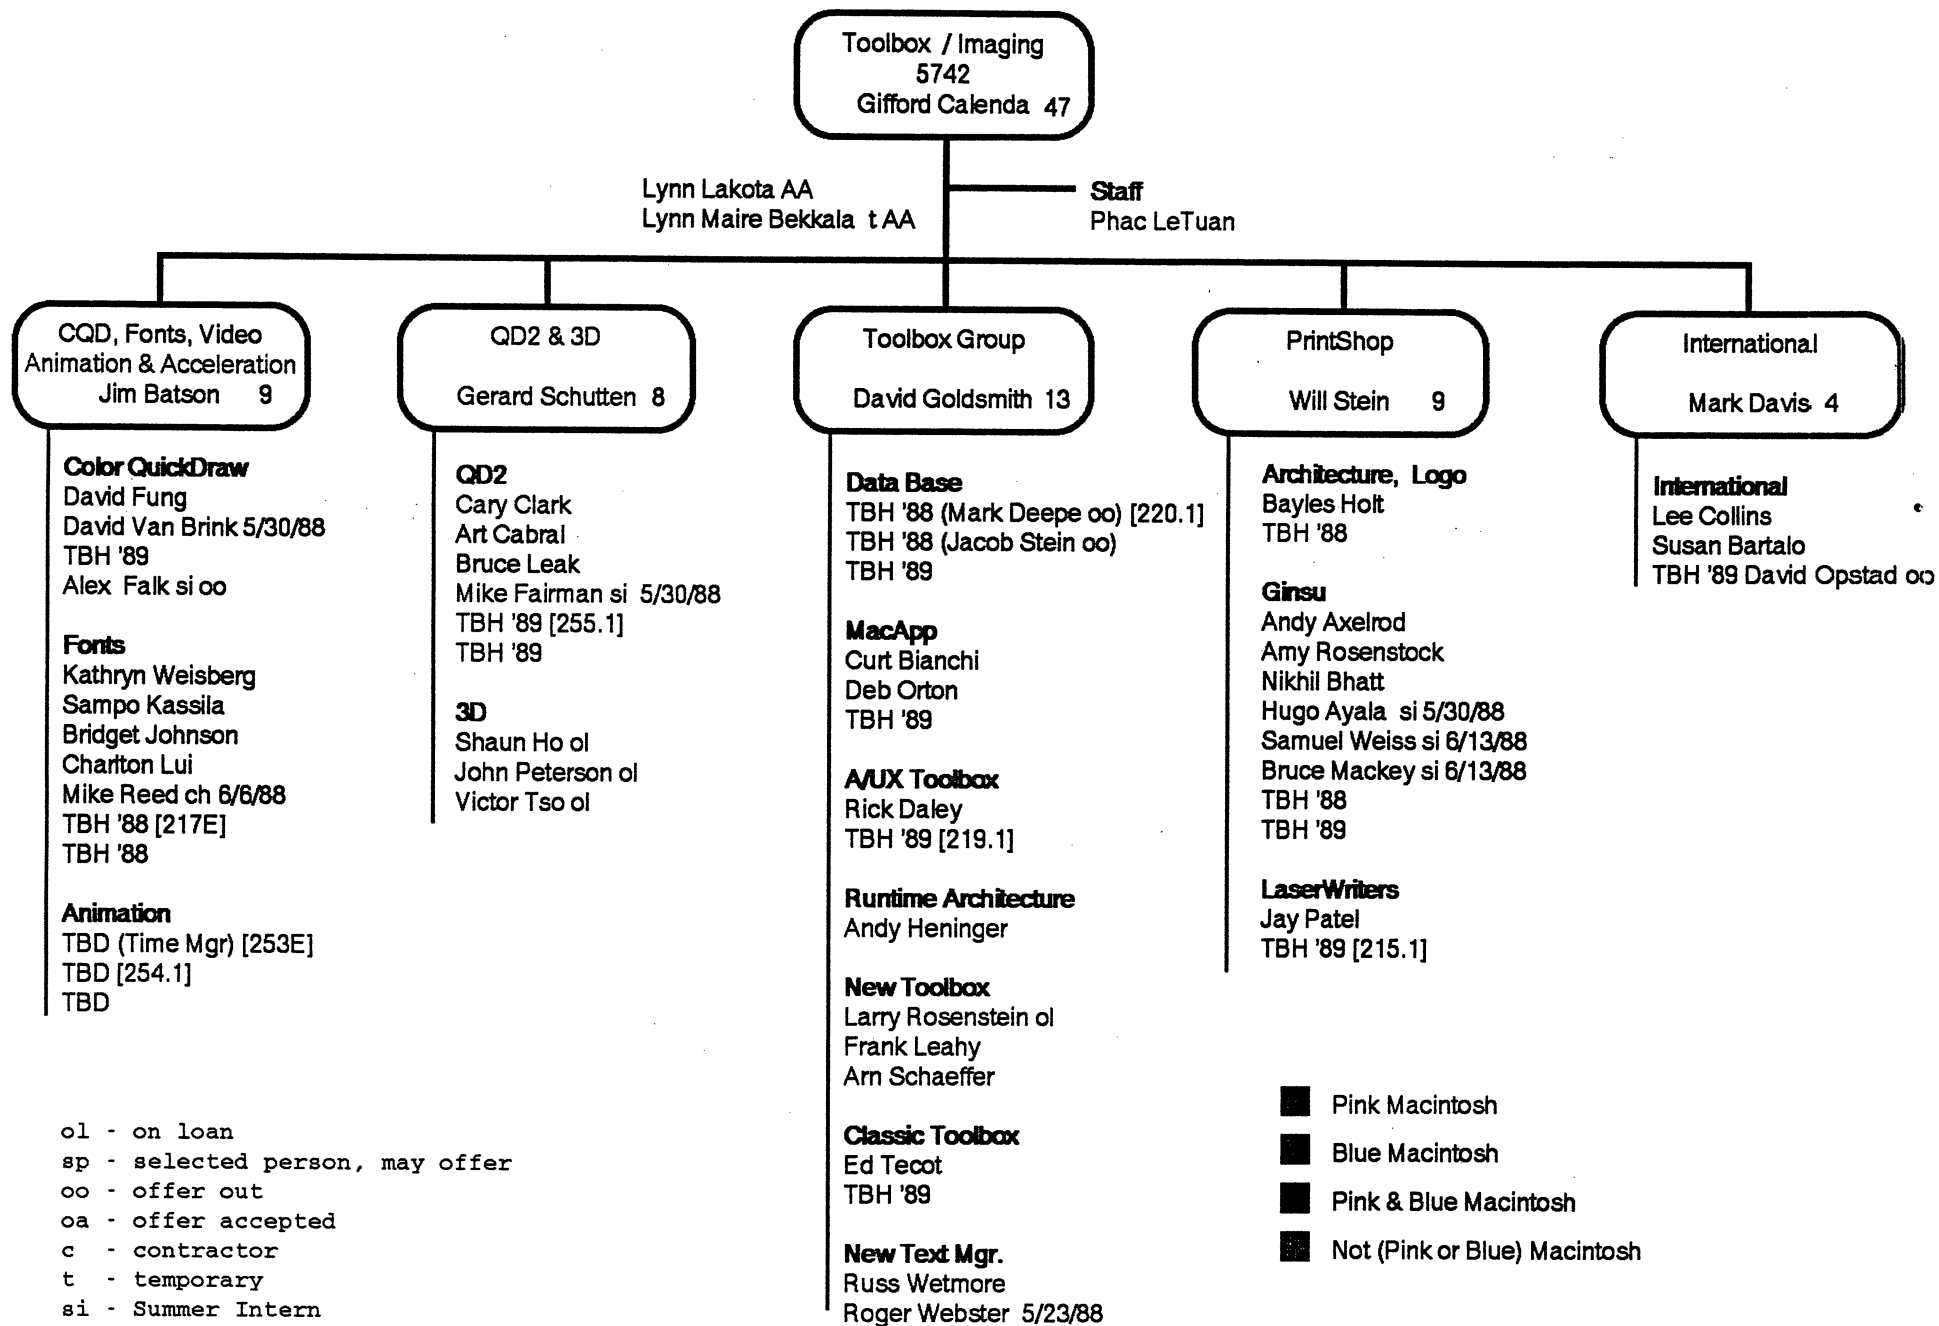 Toolbox / Imaging
5742
Gifford Calenda 47
Lynn Lakota AA
Lynn Maire Bekkala t AA
Staff
Phac LeTuan
CQD, Fonts, Video
Animation & Acceleration
Jim Batson 9
Color QuickDraw
David Fung
David Van Brink 5/30/88
TBH '89
Alex Falk si oo
Fonts
Kathryn Weisberg
Sampo Kassila
Bridget Johnson
Charlton Lui
Mike Reed ch 6/6/88
TBH '88 [217E]
TBH '88
Animation
TBD (Time Mgr) [253E]
TBD [254.1]
TBD
QD2 & 3D
Gerard Schutten 8
QD2
Cary Clark
Art Cabral
Bruce Leak
Mike Fairman si 5/30/88
TBH '89 [255.1]
TBH '89
3D
Shaun Ho ol
John Peterson ol
Victor Tso ol
Toolbox Group
David Goldsmith 13
Data Base
TBH '88 (Mark Deepe oo) [220.1]
TBH '88 (Jacob Stein oo)
TBH '89
MacApp
Curt Bianchi
Deb Orton
TBH '89
A/UX Toolbox
Rick Daley
TBH '89 [219.1]
Runtime Architecture
Andy Heninger
New Toolbox
Larry Rosenstein ol
Frank Leahy
Arn Schaeffer
Classic Toolbox
Ed Tecot
TBH '89
New Text Mgr.
Russ Wetmore
Roger Webster 5/23/88
PrintShop
Will Stein 9
Architecture, Logo
Bayles Holt
TBH '88
Ginsu
Andy Axelrod
Amy Rosenstock
Nikhil Bhatt
Hugo Ayala si 5/30/88
Samuel Weiss si 6/13/88
Bruce Mackey si 6/13/88
TBH '88
TBH '89
LaserWriters
Jay Patel
TBH '89 [215.1]
International
Mark Davis 4
International
Lee Collins
Susan Bartalo
TBH '89 David Opstad oo
ol - on loan
sp - selected person, may offer
oo - offer out
oa - offer accepted
c - contractor
t - temporary
si - Summer Intern
Pink Macintosh
Blue Macintosh
Pink & Blue Macintosh
Not (Pink or Blue) Macintosh